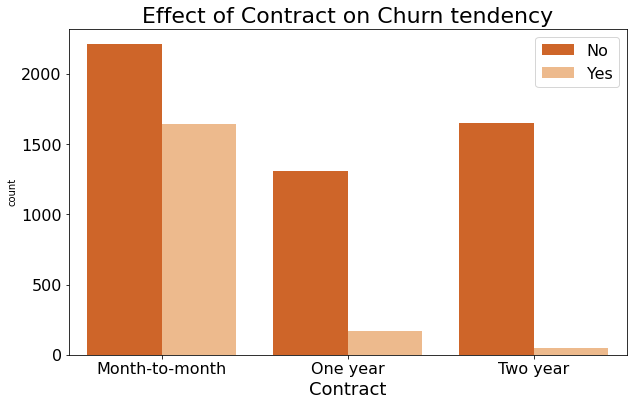 Effect of Contract on Churn tendency
No
Yes
2000
1500
1000
500
0
count
Month-to-month
One year
Two year
Contract